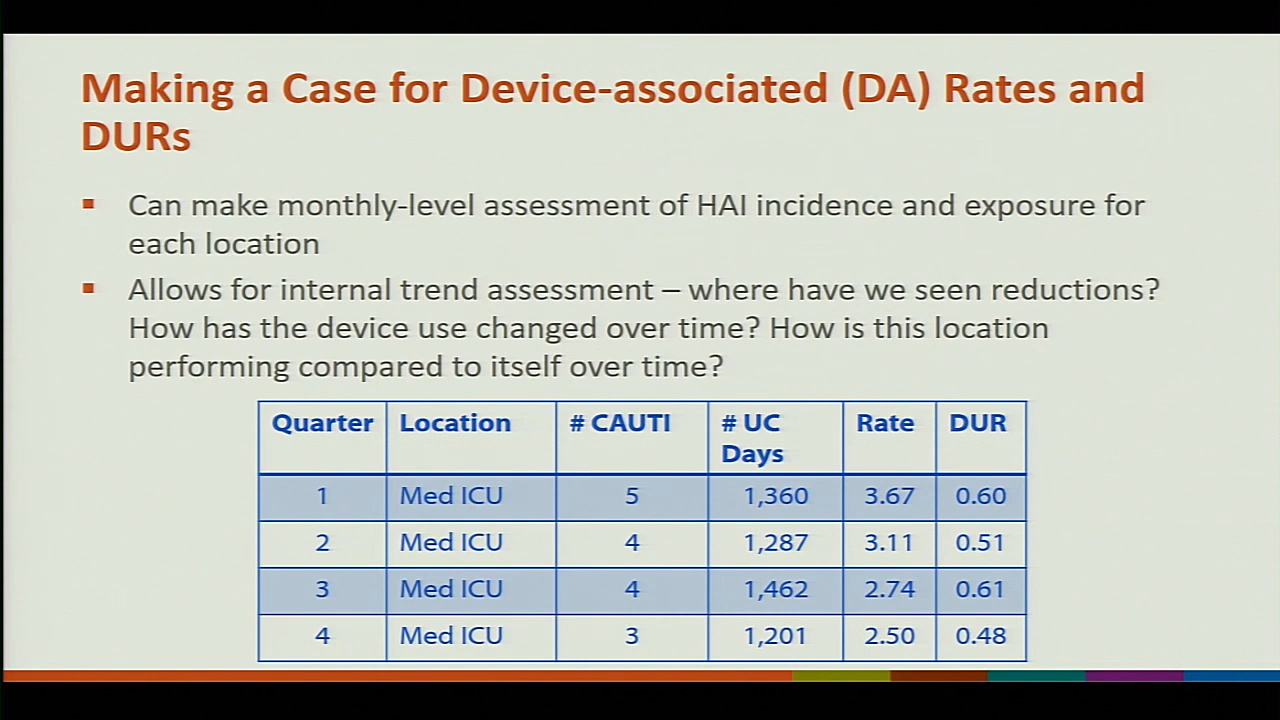 Making a Case for Device-associated (DA) Rates and
DURs
▪ Can make monthly-level assessment of HAI incidence and exposure for
each location
▪ Allows for internal trend assessment – where have we seen reductions?
How has the device use changed over time? How is this location
performing compared to itself over time?
Quarter Location # CAUTI # UC Days Rate DUR
1 Med ICU 5 1,360 3.67 0.60
2 Med ICU 4 1,287 3.11 0.51
3 Med ICU 4 1,462 2.74 0.61
4 Med ICU 3 1,201 2.50 0.48